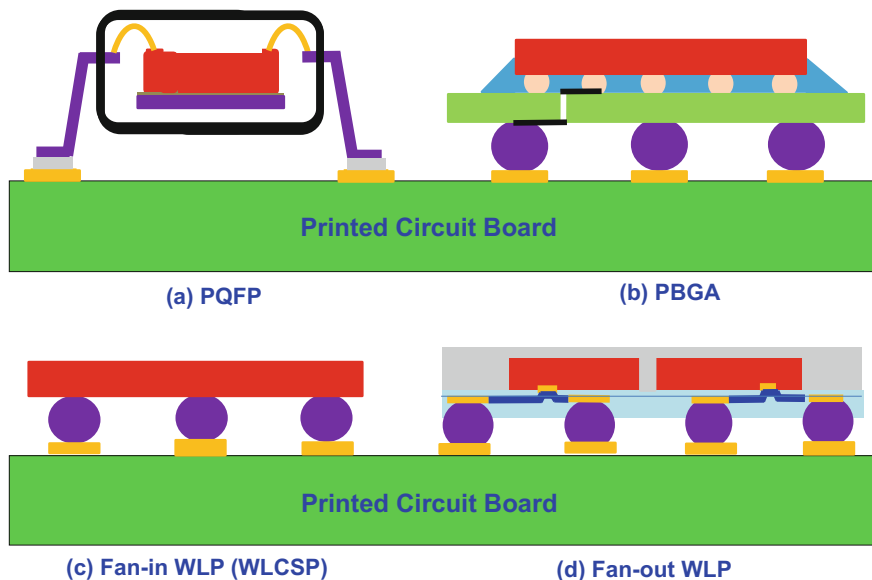 Printed Circuit Board
(a) PQFP
(b) PBGA
Printed Circuit Board
(c) Fan-in WLP (WLCSP)
(d) Fan-out WLP